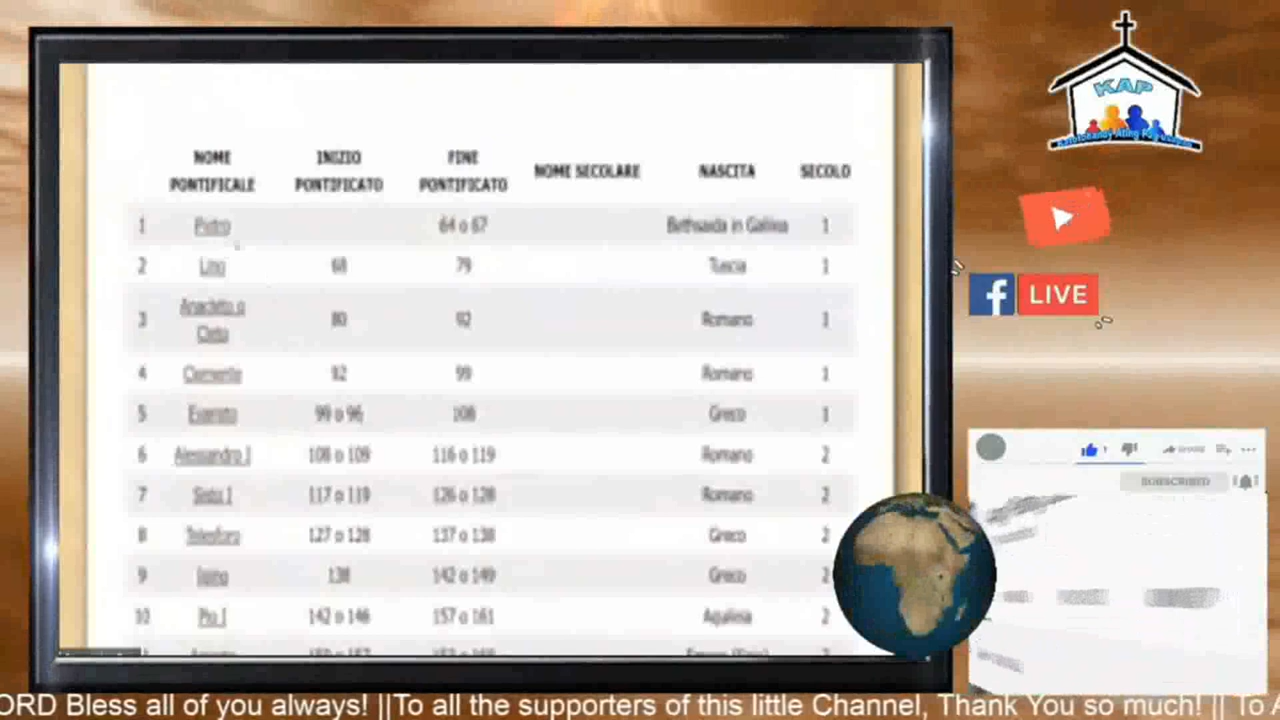 NOME PONTIFICALE INIZIO PONTIFICATO FINE PONTIFICATO NOME SECOLARE NASCITA SECOLO
1 Pietro 64 o 67 Bethsaida in Galilea 1
2 Lino 68 79 Tuscia 1
3 Anacleto o Cleto 80 92 Romano 1
4 Clemente 92 99 Romano 1
5 Evaristo 99 o 96 108 Greco 1
6 Alessandro I 108 o 109 116 o 119 Romano 2
7 Sisto I 117 o 119 126 o 128 Romano 2
8 Telesforo 127 o 128 137 o 138 Greco 2
9 Igino 138 142 o 149 Greco 2
10 Pio I 142 o 146 157 o 161 Aquileia 2
KAP
LIVE
SHARE
SUBSCRIBED
ORD Bless all of you always! ||To all the supporters of this little Channel, Thank You so much! || To A